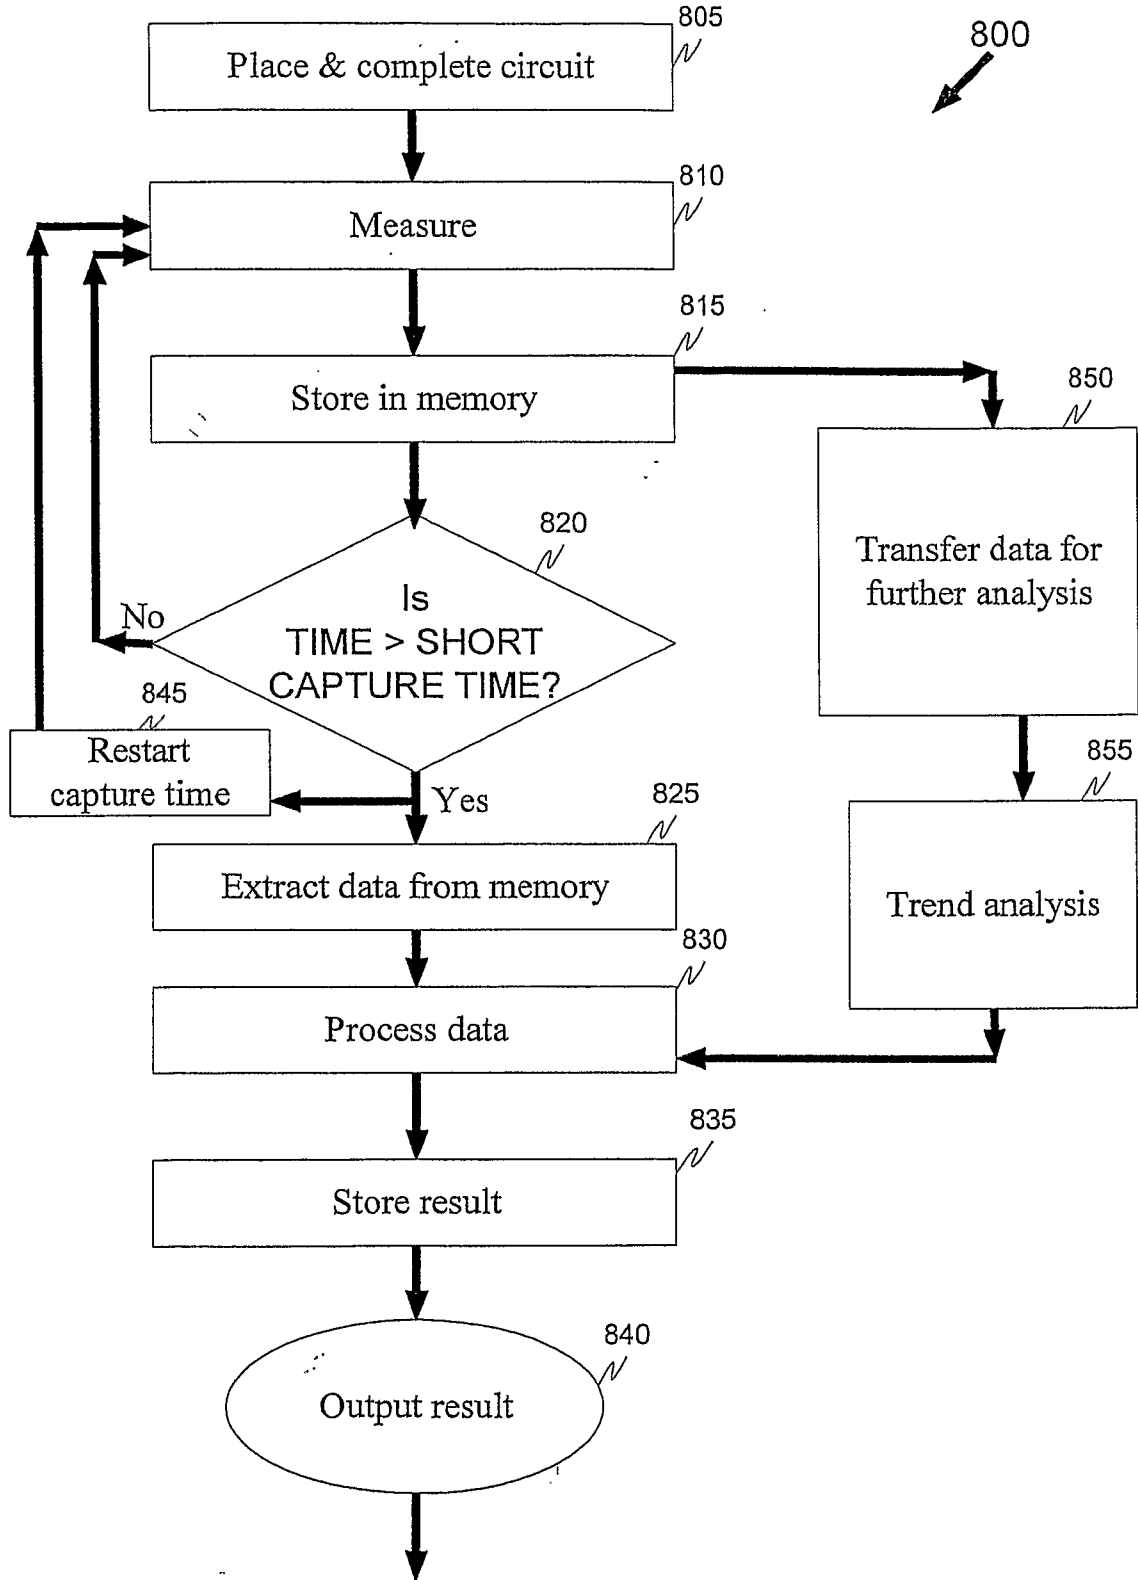 805
800
Place & complete circuit
810
Measure
815
Store in memory
850
Transfer data for
further analysis
820
Is
TIME > SHORT
CAPTURE TIME?
No
845
Restart
capture time
Yes
855
Trend analysis
825
Extract data from memory
830
Process data
835
Store result
840
Output result